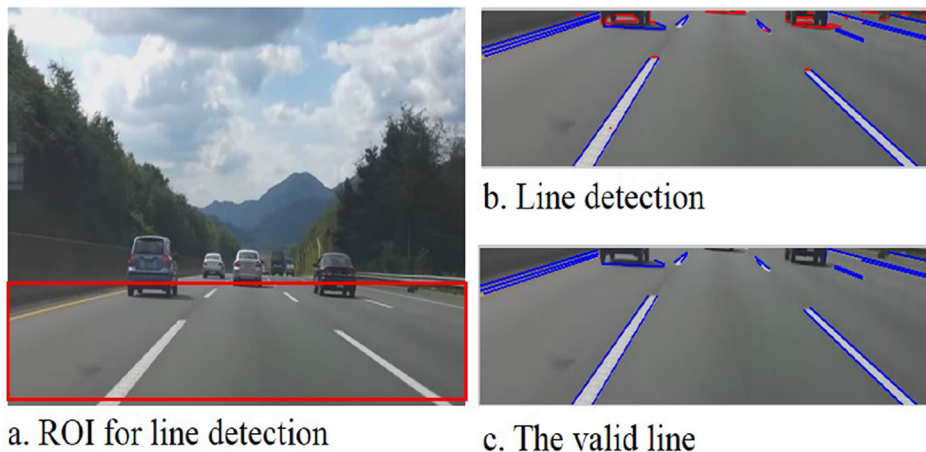 a. ROI for line detection
b. Line detection
c. The valid line